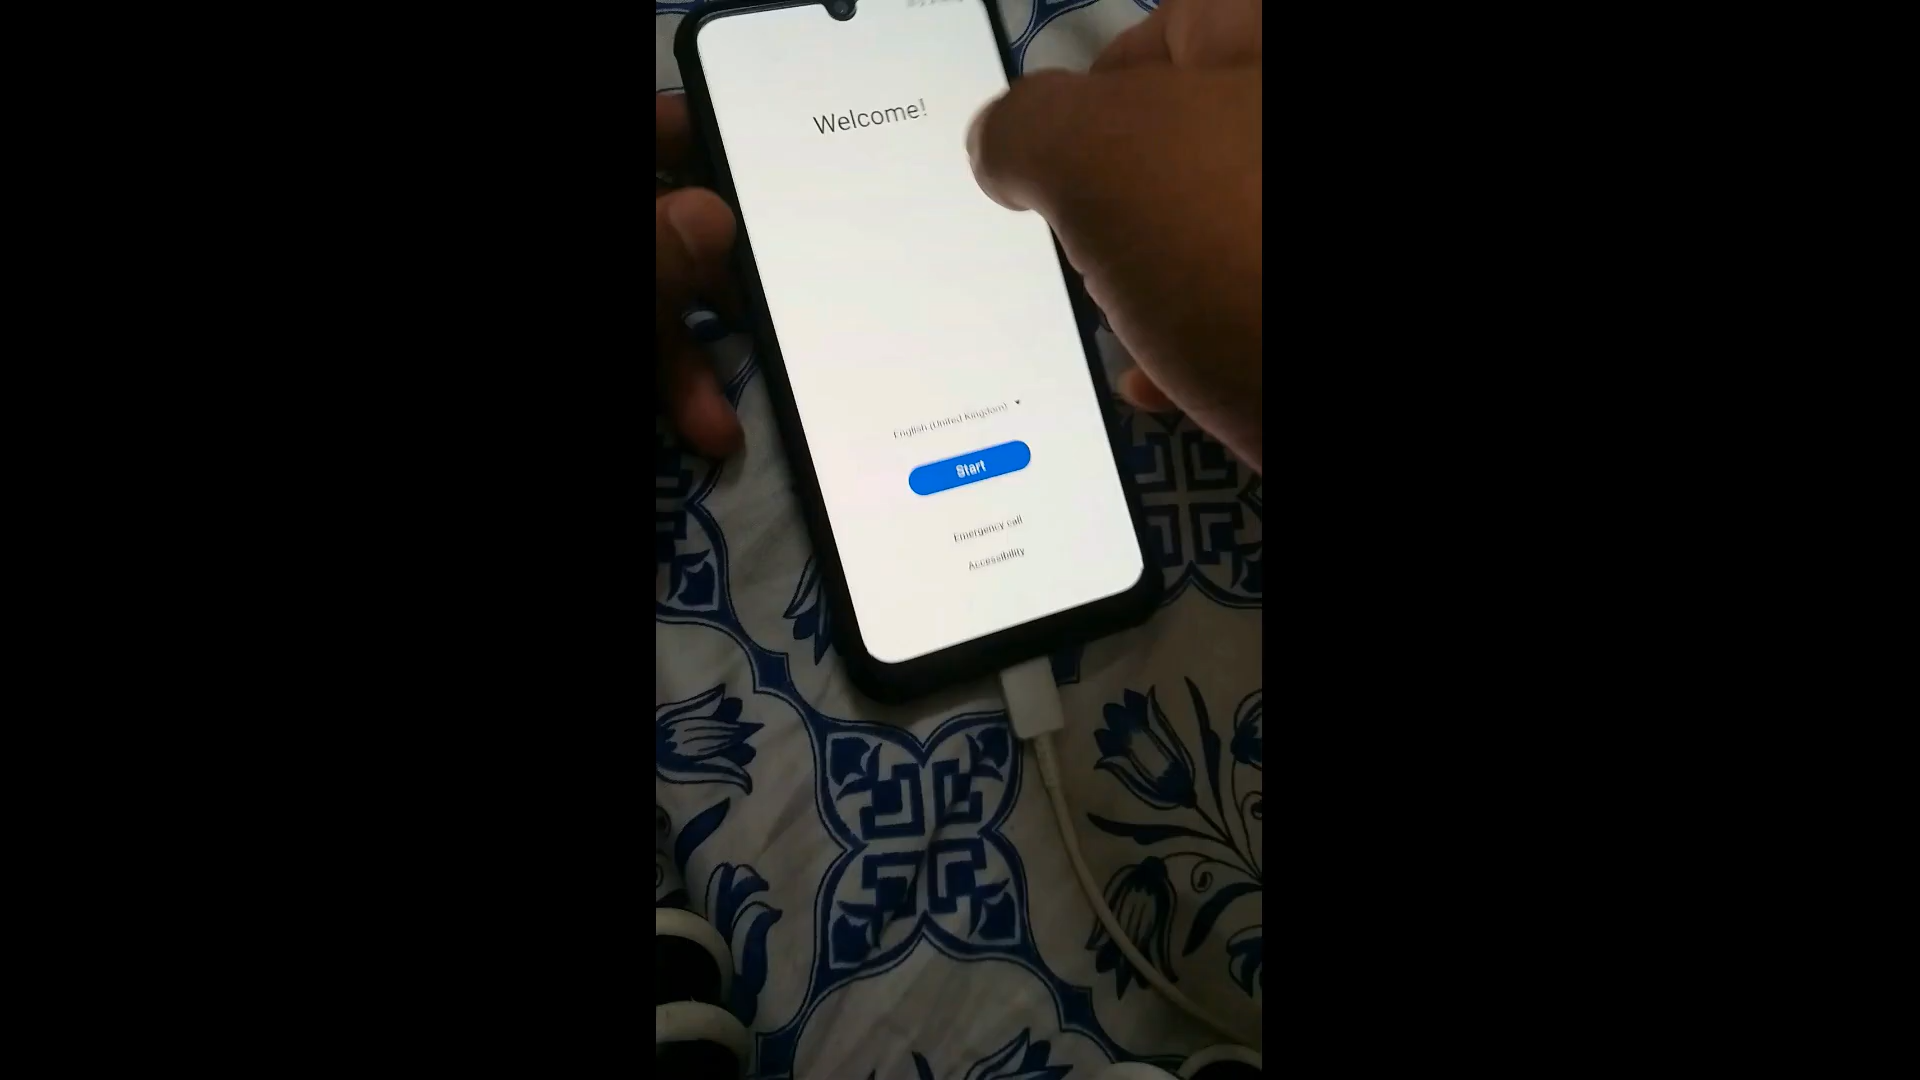 Welcome!
English (United Kingdom)
Start
Emergency call
Accessibility